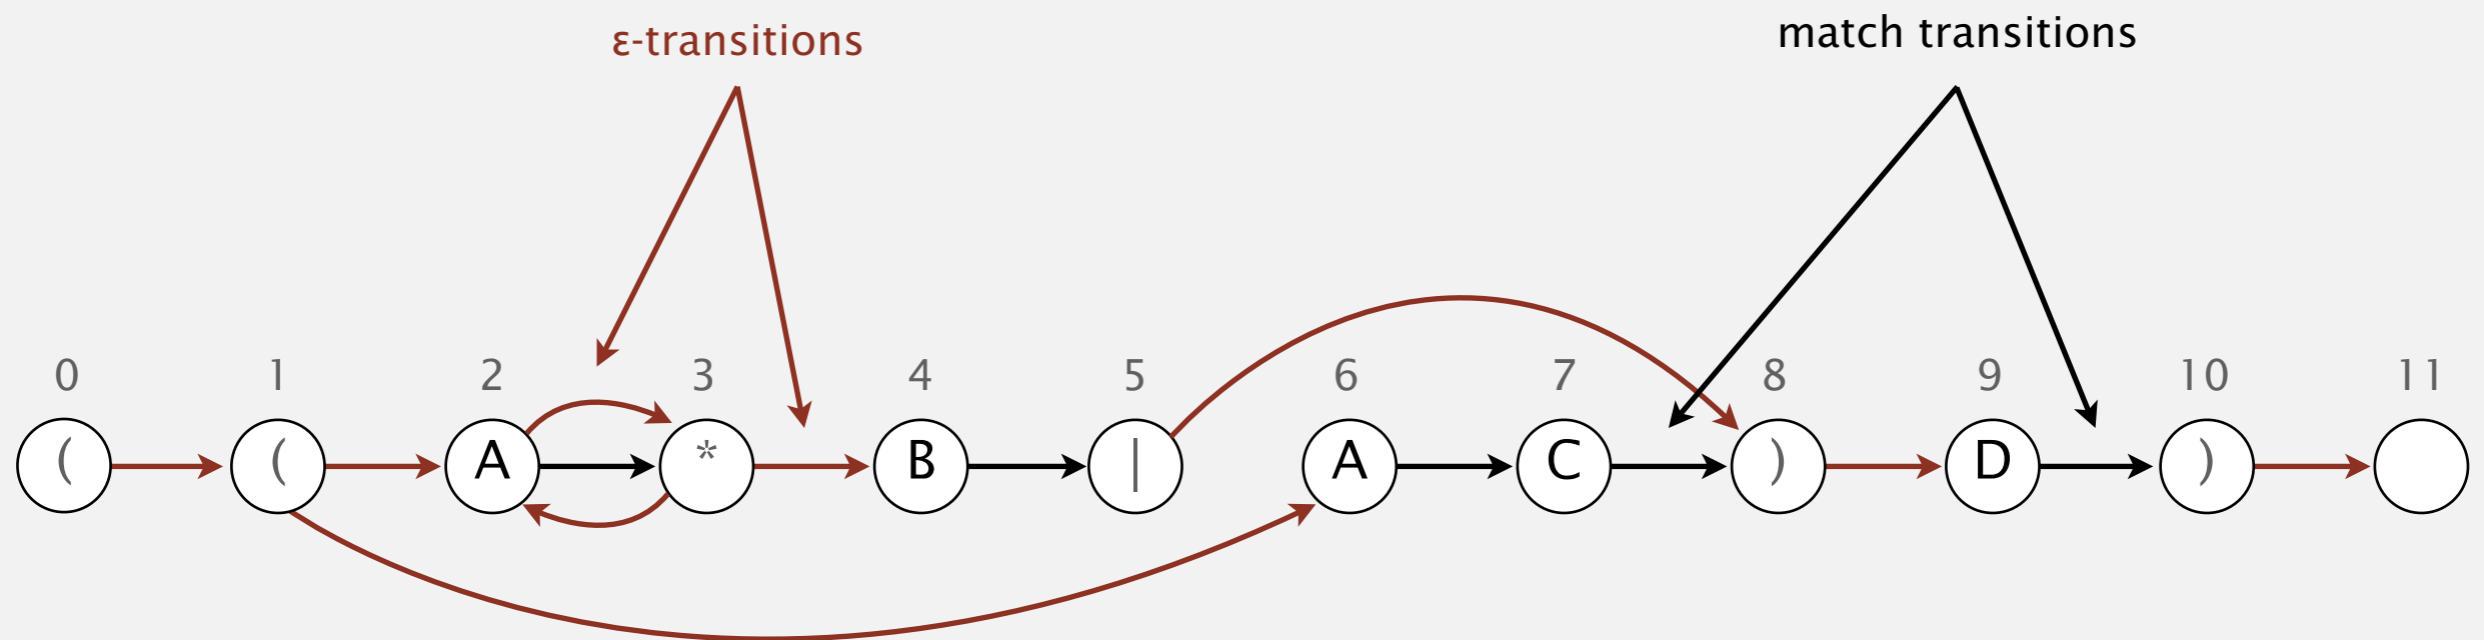 ε-transitions
match transitions
0 1 2 3 4 5 6 7 8 9 10 11
( ( A * B | A C ) D )